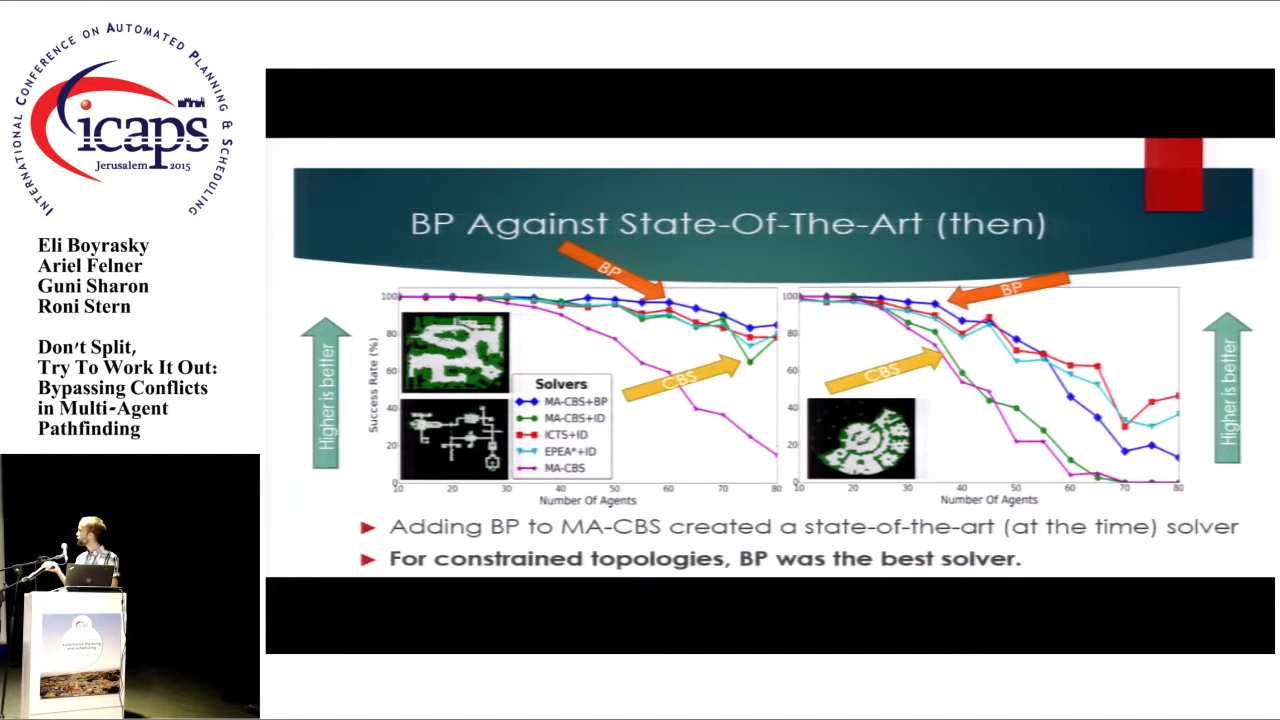 INTERNATIONAL CONFERENCE ON AUTOMATED PLANNING & SCHEDULING
icaps
Jerusalem 2015
Eli Boyrasky
Ariel Felner
Guni Sharon
Roni Stern
Don't Split,
Try To Work It Out:
Bypassing Conflicts
in Multi-Agent
Pathfinding
BP Against State-Of-The-Art (then)
BP
BP
CBS
CBS
Higher is better
Higher is better
Success Rate (%)
100
80
60
40
20
0
10 20 30 40 50 60 70 80
Number Of Agents
Solvers
MA-CBS+BP
MA-CBS+ID
ICTS+ID
EPEA*+ID
MA-CBS
100
80
60
40
20
0
10 20 30 40 50 60 70 80
Number Of Agents
Adding BP to MA-CBS created a state-of-the-art (at the time) solver
For constrained topologies, BP was the best solver.